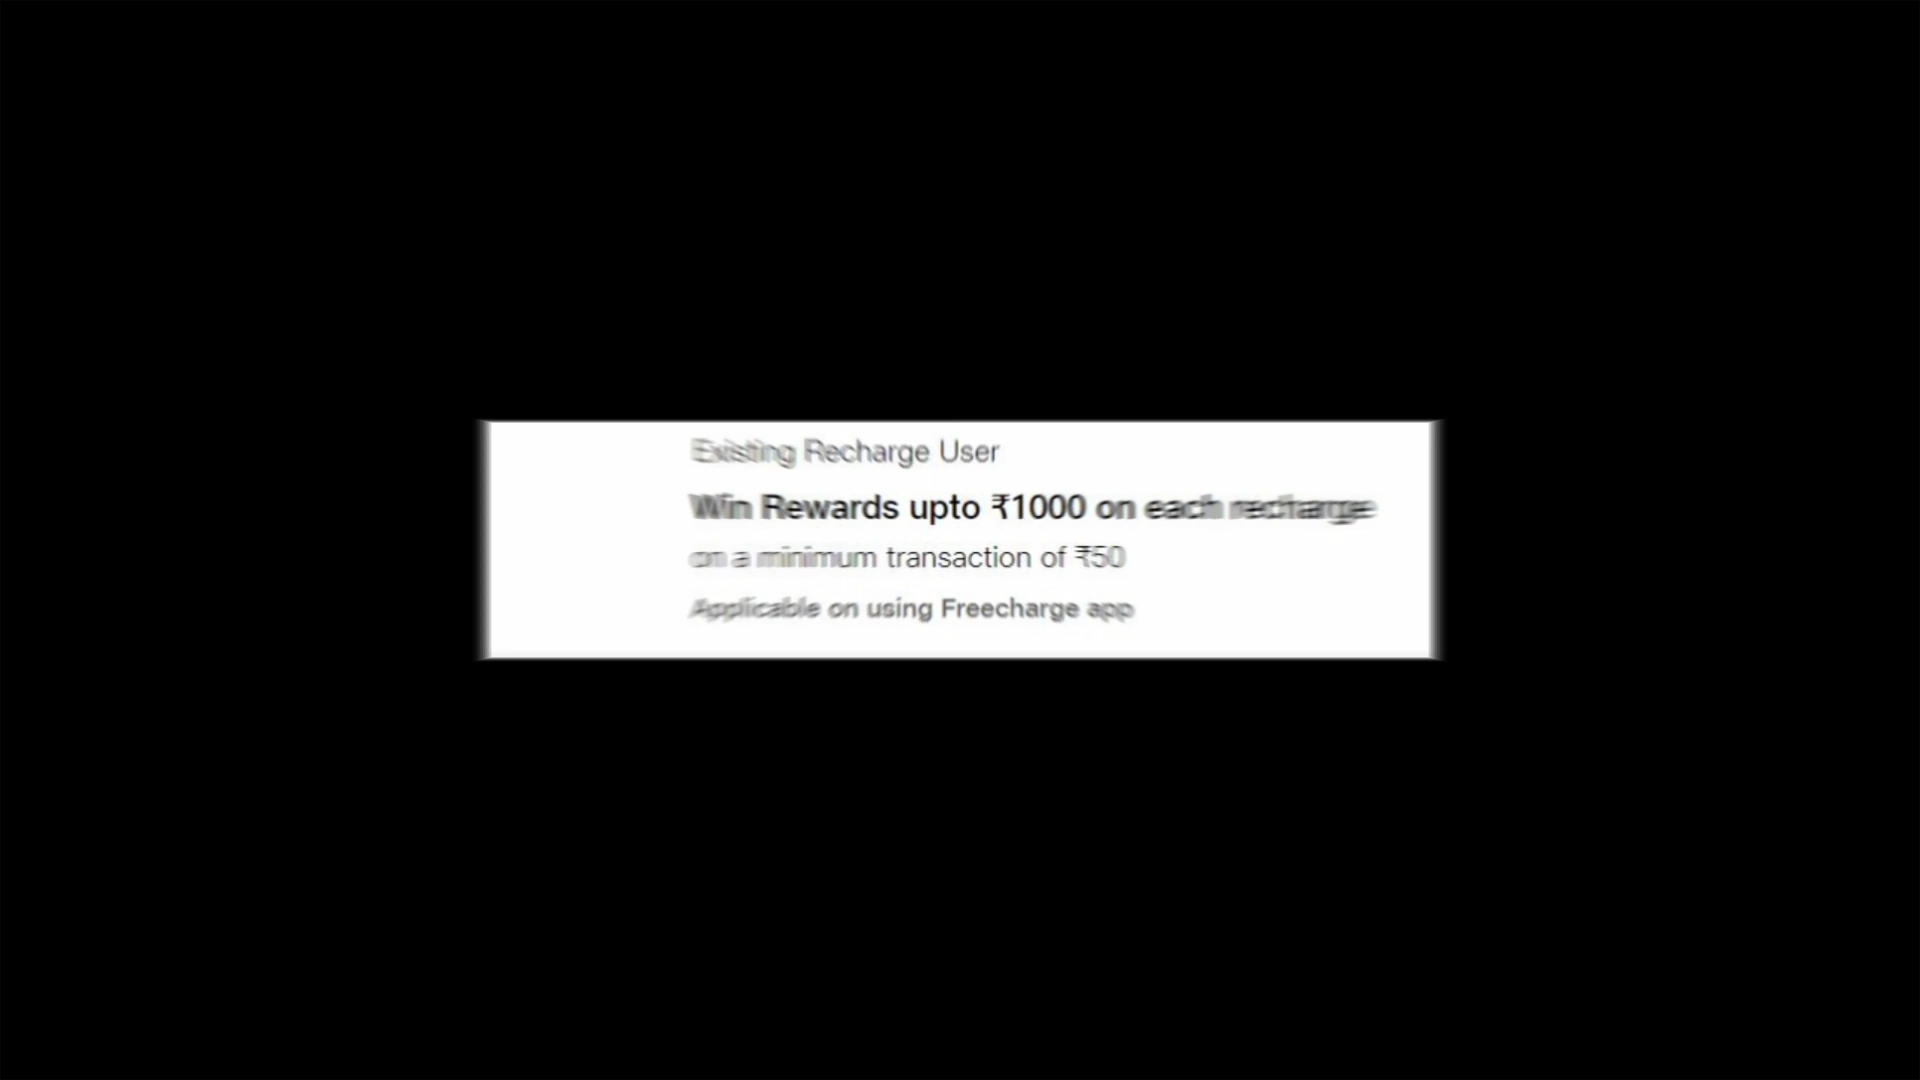 Existing Recharge User
Win Rewards upto ₹1000 on each recharge
on a minimum transaction of ₹50
Applicable on using Freecharge app